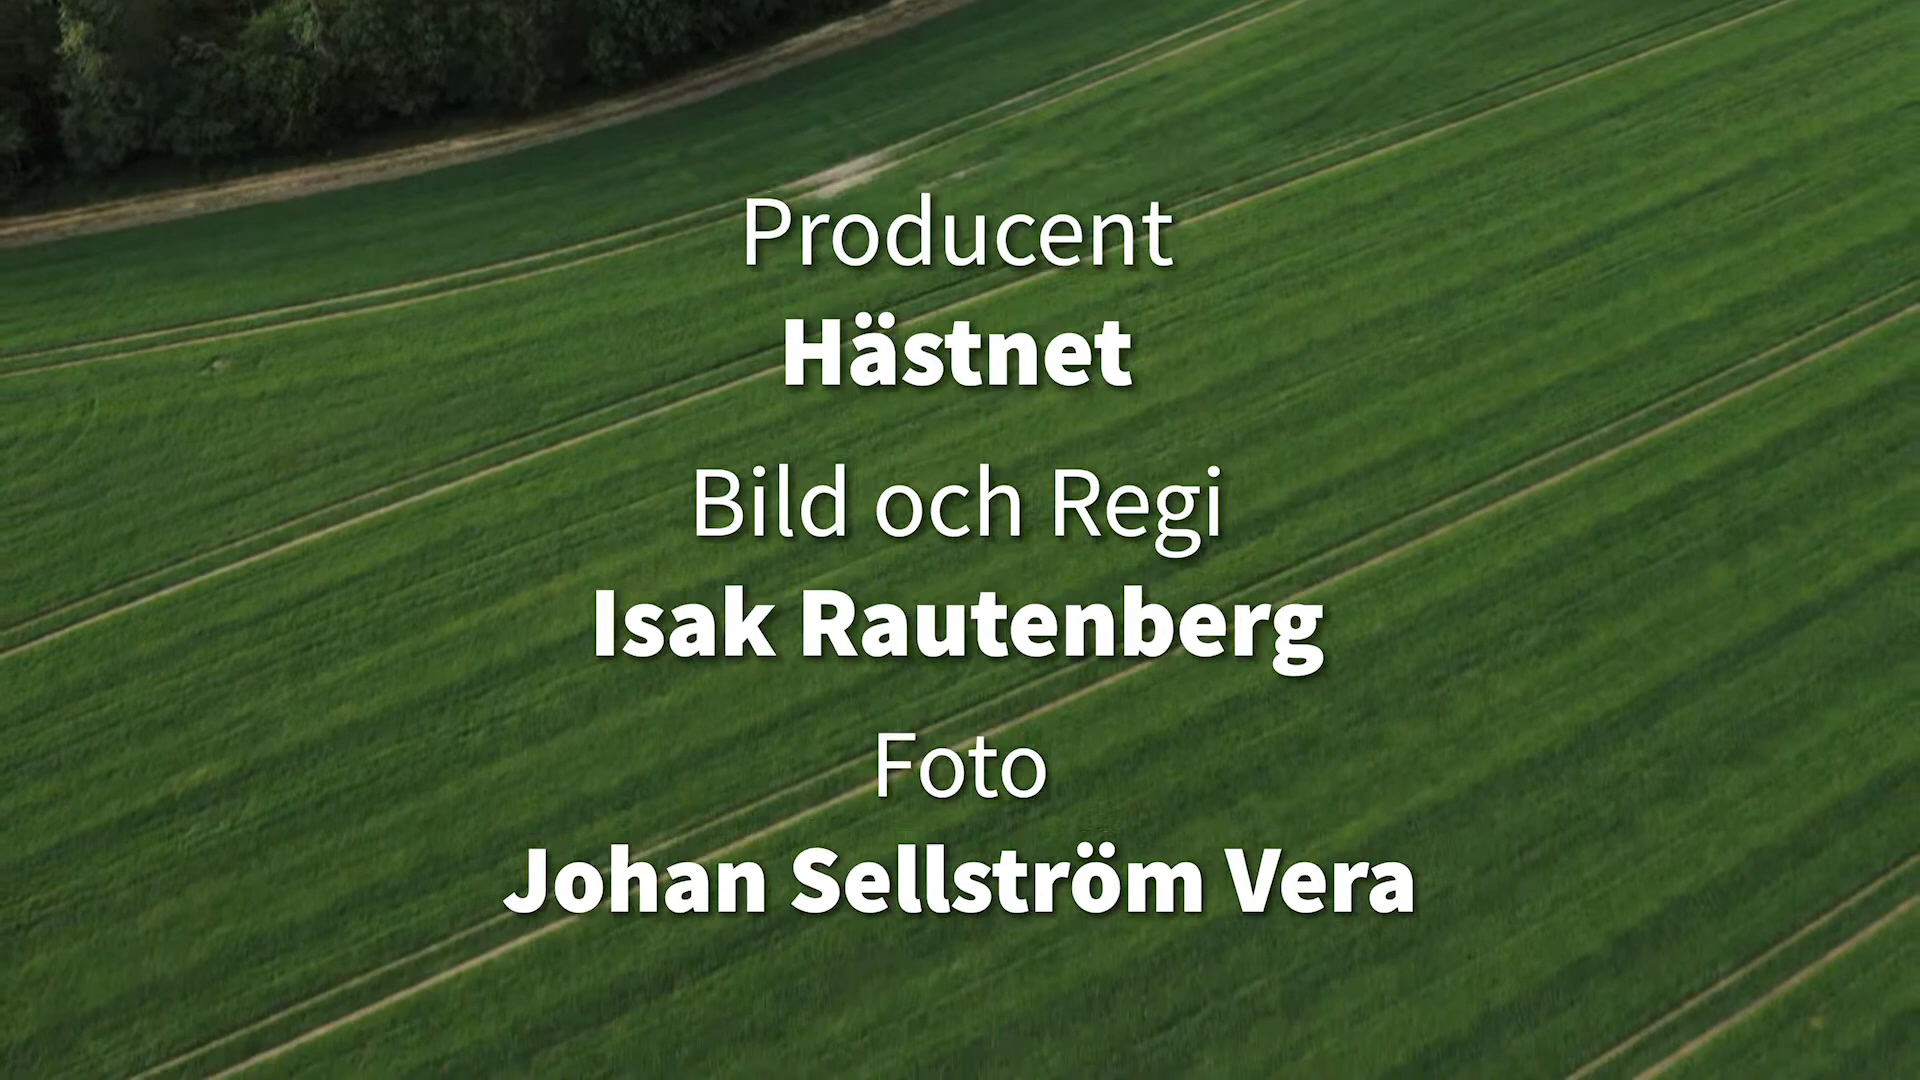 Producent
Hästnet
Bild och Regi
Isak Rautenberg
Foto
Johan Sellström Vera